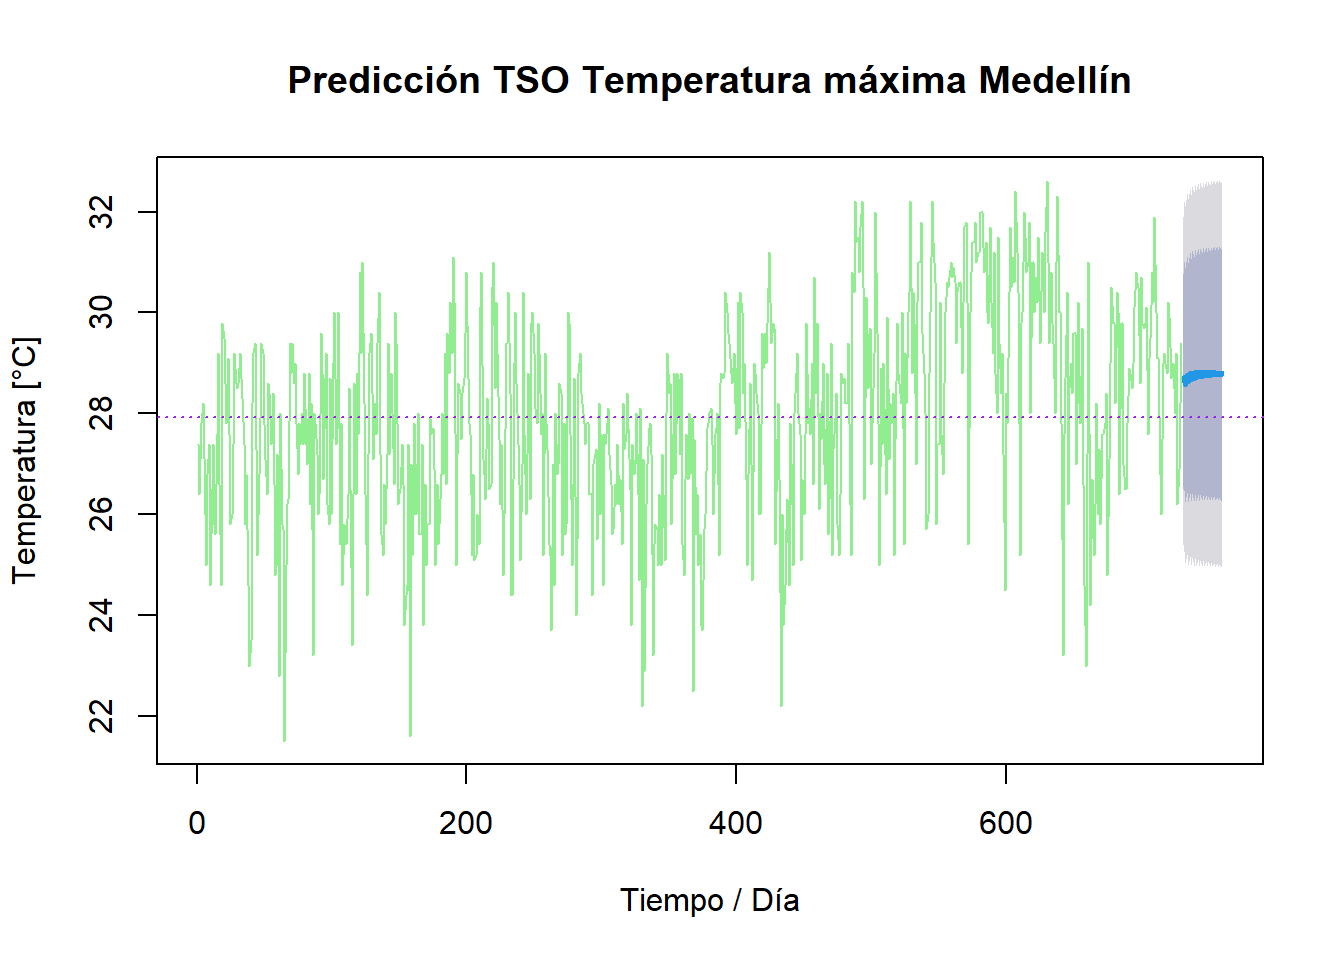 Predicción TSO Temperatura máxima Medellín
Temperatura [°C]
32
30
28
26
24
22
0 200 400 600
Tiempo / Día